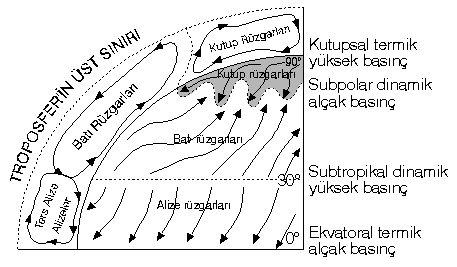 TROPOSFERİN ÜST SINIRI
Kutup Rüzgarları
Batı Rüzgarları
Ters Alize
Alizeler
90°
Kutup rüzgarları
Batı rüzgarları
30°
Alize rüzgarları
0°
Kutupsal termik
yüksek basınç
Subpolar dinamik
alçak basınç
Subtropikal dinamik
yüksek basınç
Ekvatoral termik
alçak basınç